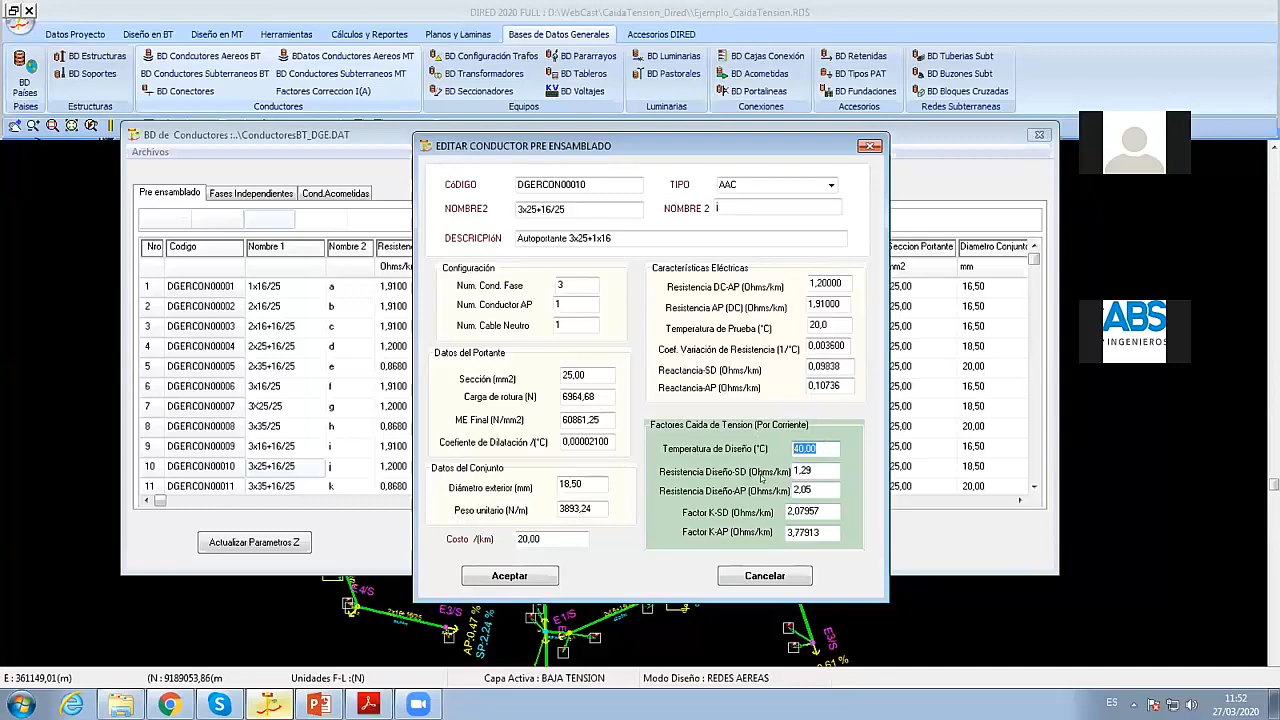 DIRED 2020 FULL : D:\WebCast\CaidaTension_Dired\\Ejemplo_CaidaTension.RDS
Datos Proyecto Diseño en BT Diseño en MT Herramientas Cálculos y Reportes Planos y Laminas Bases de Datos Generales Accesorios DIRED
BD Paises
BD Estructuras
BD Soportes
BD Condcutores Aereos BT
BDatos Condcutores Aereos MT
BD Conductores Subterraneos BT
BD Conductores Subterraneos MT
BD Conectores
Factores Correccion I(A)
BD Configuración Trafos
BD Pararrayos
BD Transformadores
BD Tableros
BD Seccionadores
BD Voltajes
BD Luminarias
BD Pastorales
BD Cajas Conexión
BD Acometidas
BD Portalineas
BD Retenidas
BD Tipos PAT
BD Fundaciones
BD Tuberias Subt
BD Buzones Subt
BD Bloques Cruzadas
Paises Estructuras Conductores Equipos Luminarias Conexiones Accesorios Redes Subterraneas
BD de Conductores :..\ConductoresBT_DGE.DAT
Archivos
Pre ensamblado Fases Independientes Cond.Acometidas
Nro Codigo Nombre 1 Nombre 2
Ohms/k
1 DGERCON00001 1x16/25 a 1,9100
2 DGERCON00002 2x16/25 b 1,9100
3 DGERCON00003 2x16+16/25 c 1,9100
4 DGERCON00004 2x25+16/25 d 1,2000
5 DGERCON00005 2x35+16/25 e 0,8680
6 DGERCON00006 3x16/25 f 1,9100
7 DGERCON00007 3X25/25 g 1,2000
8 DGERCON00008 3x35/25 h 0,8680
9 DGERCON00009 3x16+16/25 i 1,9100
10 DGERCON00010 3x25+16/25 j 1,2000
11 DGERCON00011 3x35+16/25 k 0,8680
Actualizar Parametros Z
EDITAR CONDUCTOR PRE ENSAMBLADO
CóDIGO DGERCON00010 TIPO AAC
NOMBRE2 3x25+16/25 NOMBRE 2 j
DESCRIPCIóN Autoportante 3x25+1x16
Configuración
Num. Cond. Fase 3
Num. Conductor AP 1
Num. Cable Neutro 1
Datos del Portante
Sección (mm2) 25,00
Carga de rotura (N) 6964,68
ME Final (N/mm2) 60861,25
Coefiente de Dilatación /(°C) 0,00002100
Datos del Conjunto
Diámetro exterior (mm) 18,50
Peso unitario (N/m) 3893,24
Costo /(km) 20,00
Características Eléctricas
Resistencia DC-AP (Ohms/km) 1,20000
Resistencia AP (DC) (Ohms/km) 1,91000
Temperatura de Prueba (°C) 20,0
Coef. Variación de Resistencia (1/°C) 0,003600
Reactancia-SD (Ohms/km) 0,09838
Reactancia-AP (Ohms/km) 0,10736
Factores Caida de Tension (Por Corriente)
Temperatura de Diseño (°C) 40,00
Resistencia Diseño-SD (Ohms/km) 1,29
Resistencia Diseño-AP (Ohms/km) 2,05
Factor K-SD (Ohms/km) 2,07957
Factor K-AP (Ohms/km) 3,77913
Aceptar Cancelar
Seccion Portante Diametro Conjunto
mm2 mm
25,00 16,50
25,00 16,50
25,00 16,50
25,00 18,50
25,00 20,00
25,00 16,50
25,00 18,50
25,00 20,00
25,00 16,50
25,00 18,50
25,00 20,00
ABS
INGENIEROS
E4/S
2x16+16/25
E3/S
AP:0.47 %
SP:2.24 %
E1/S
E3/S
E : 361149,01(m) (N : 9189053,86(m Unidades F-L :(N) Capa Activa : BAJA TENSION Modo Diseño : REDES AEREAS
ES 11:52
27/03/2020